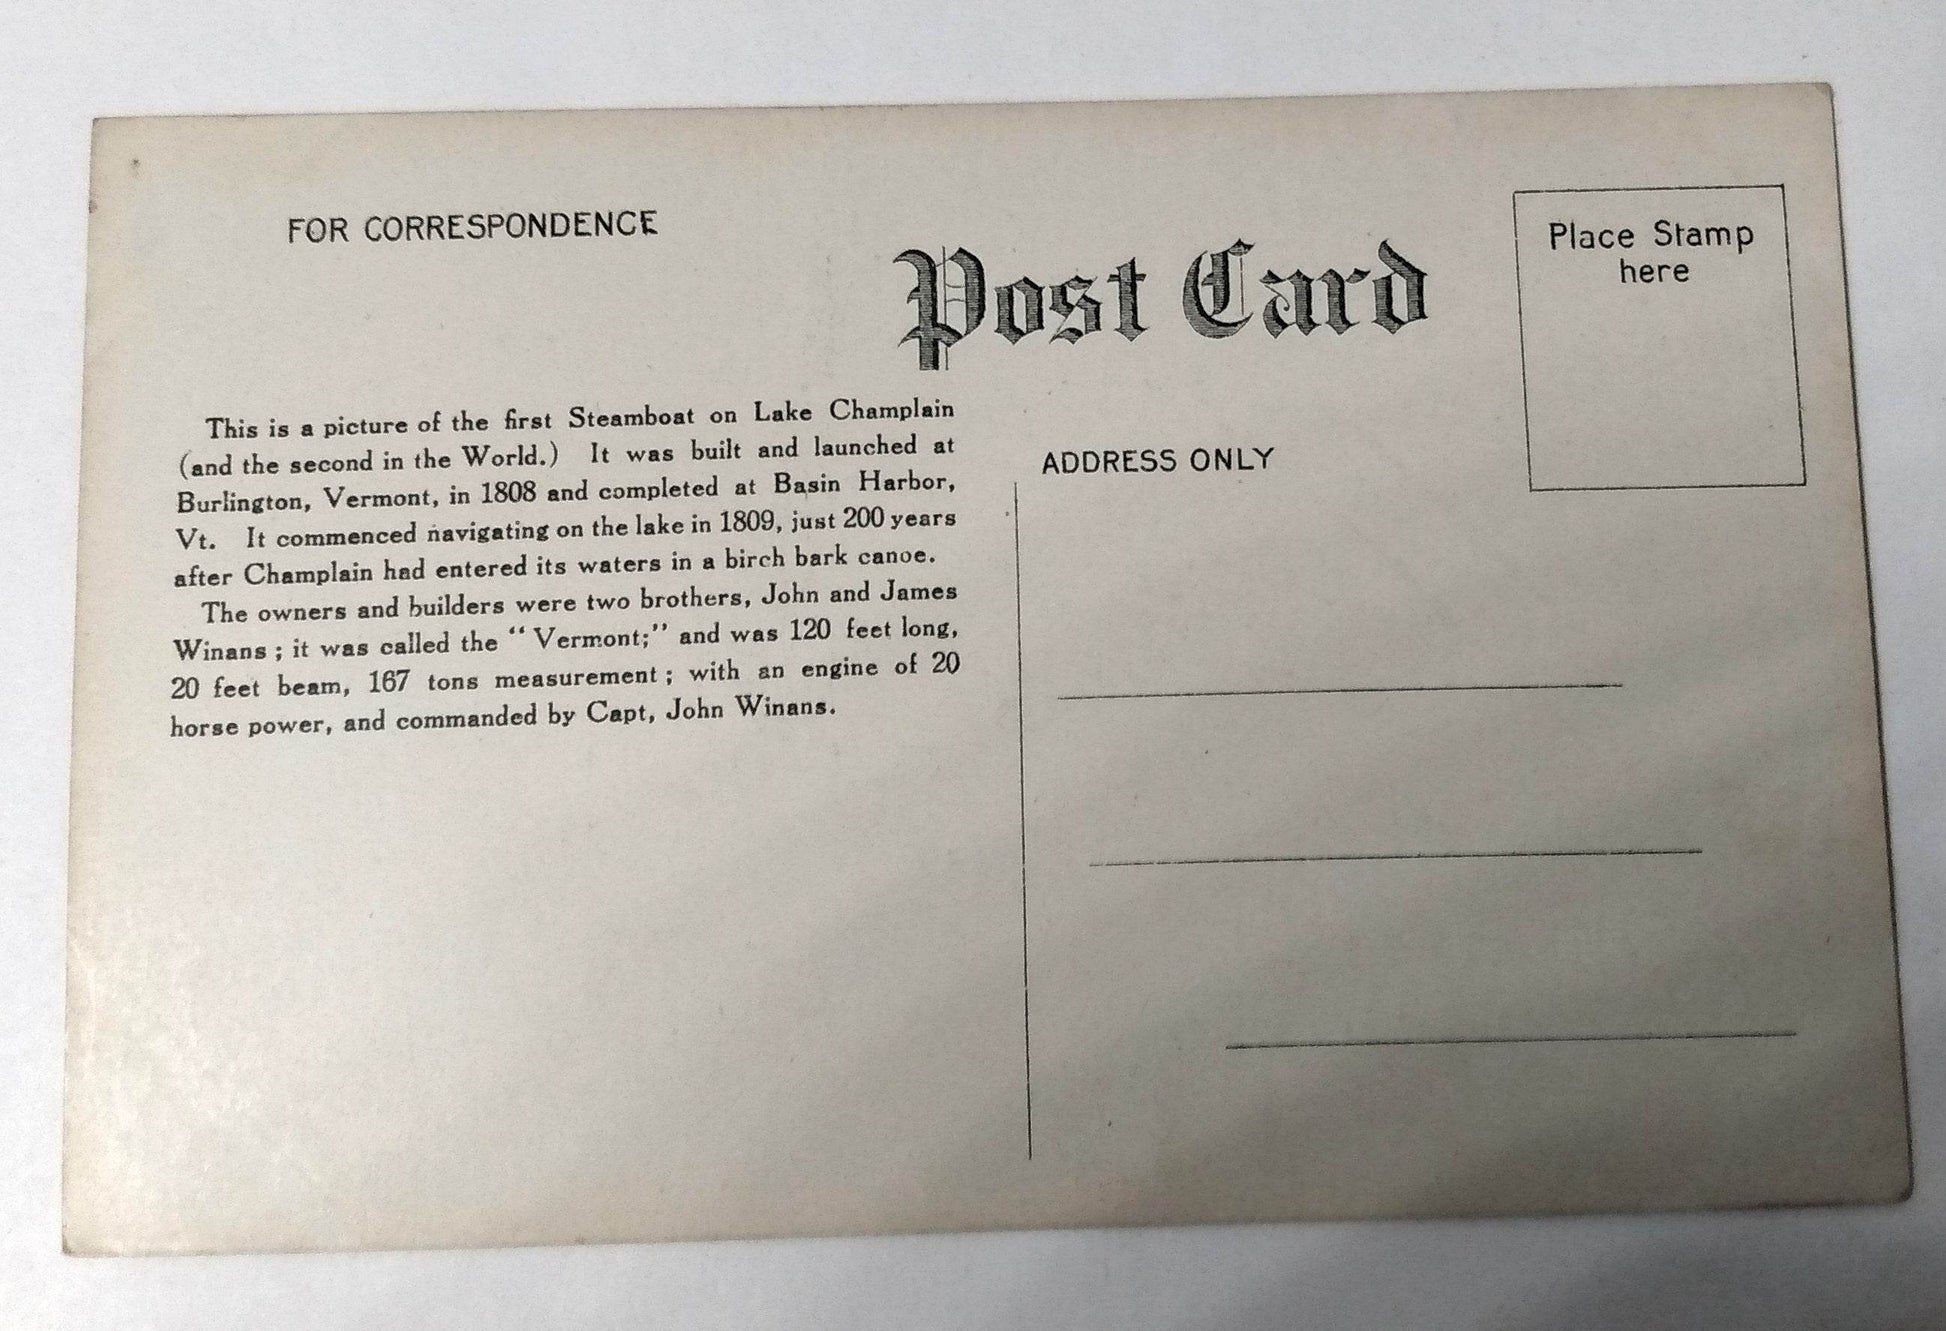 FOR CORRESPONDENCE
Post Card
Place Stamp
here
This is a picture of the first Steamboat on Lake Champlain
(and the second in the World.) It was built and launched at
Burlington, Vermont, in 1808 and completed at Basin Harbor,
Vt. It commenced navigating on the lake in 1809, just 200 years
after Champlain had entered its waters in a birch bark canoe.
The owners and builders were two brothers, John and James
Winans ; it was called the “Vermont;” and was 120 feet long,
20 feet beam, 167 tons measurement ; with an engine of 20
horse power, and commanded by Capt, John Winans.
ADDRESS ONLY